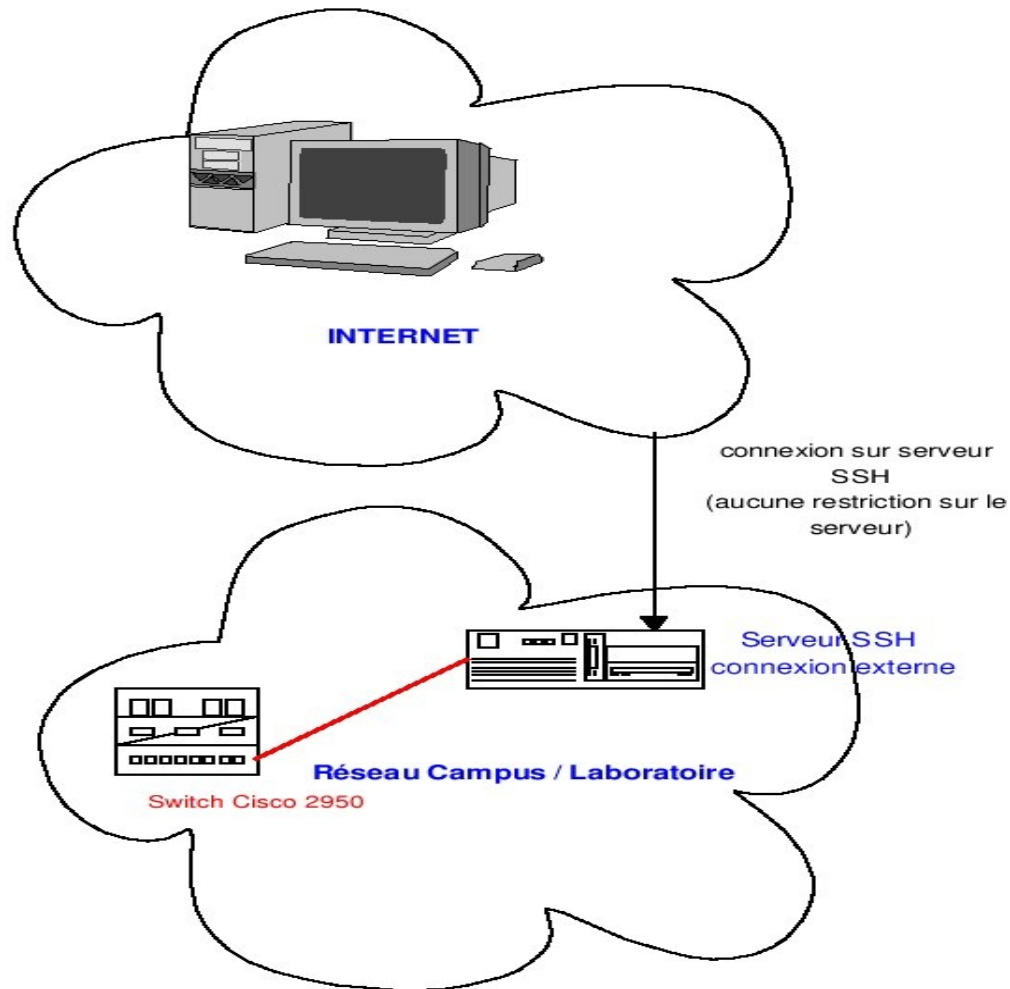 INTERNET
connexion sur serveur
SSH
(aucune restriction sur le
serveur)
Serveur SSH
connexion externe
Réseau Campus / Laboratoire
Switch Cisco 2950